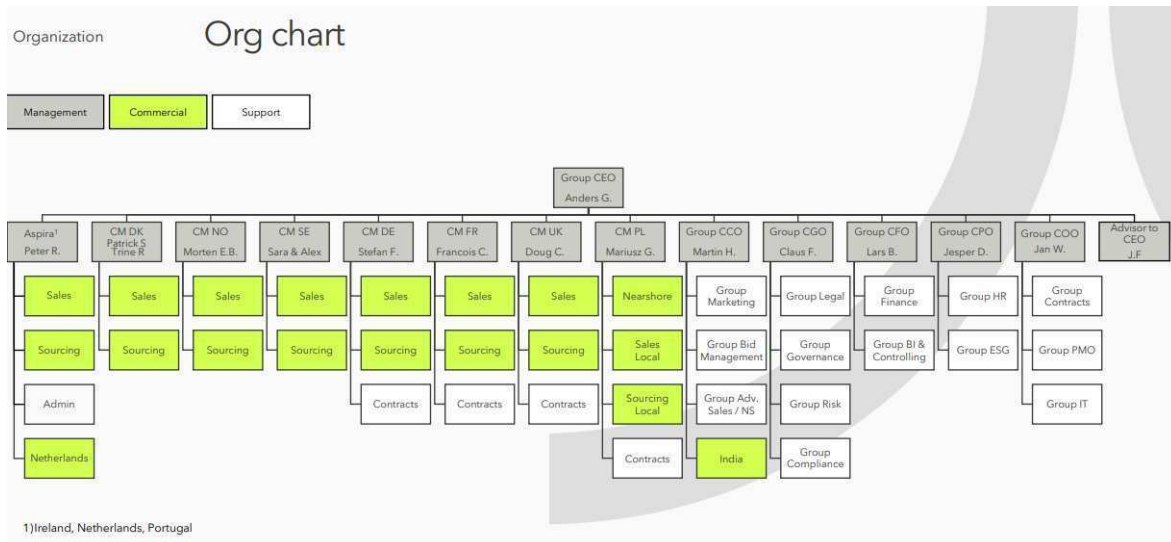 Organization
Org chart
Management
Commercial
Support
Group CEO
Anders G.
Aspira¹
Peter R.
CM DK
Patrick S
Trine R
CM NO
Morten E.B.
CM SE
Sara & Alex
CM DE
Stefan F.
CM FR
Francois C.
CM UK
Doug C.
CM PL
Mariusz G.
Group CCO
Martin H.
Group CGO
Claus F.
Group CFO
Lars B.
Group CPO
Jesper D.
Group COO
Jan W.
Advisor to
CEO
J.F
Sales
Sales
Sales
Sales
Sales
Sales
Sales
Nearshore
Group
Marketing
Group Legal
Group
Finance
Group HR
Group
Contracts
Sourcing
Sourcing
Sourcing
Sourcing
Sourcing
Sourcing
Sourcing
Sales
Local
Group Bid
Management
Group
Governance
Group BI &
Controlling
Group ESG
Group PMO
Admin
Contracts
Contracts
Contracts
Sourcing
Local
Group Adv.
Sales / NS
Group Risk
Group IT
Netherlands
Contracts
India
Group
Compliance
1)Ireland, Netherlands, Portugal